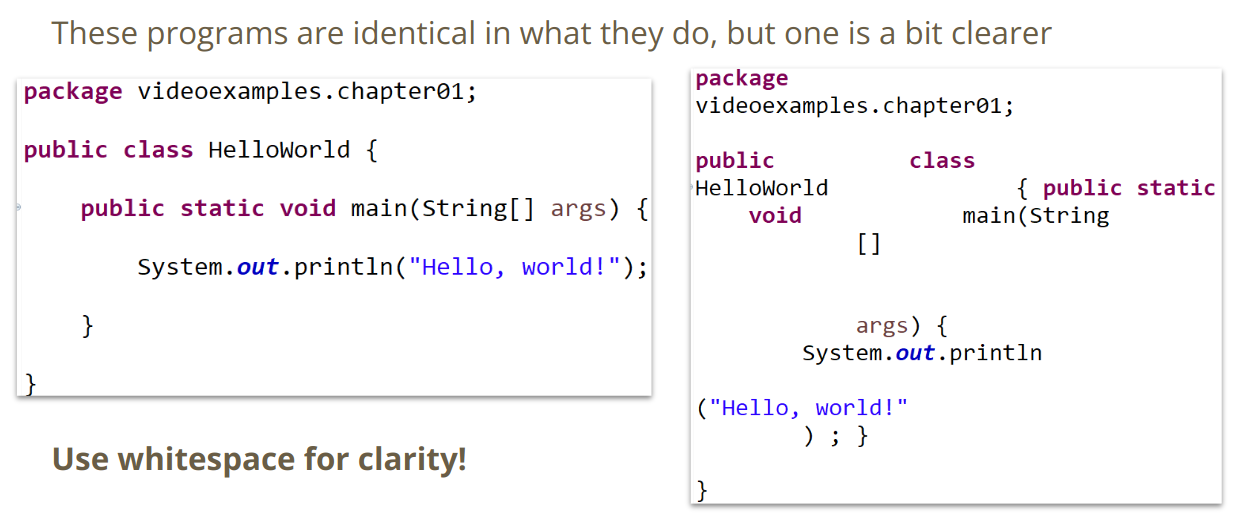 These programs are identical in what they do, but one is a bit clearer
package videoexamples.chapter01;
public class HelloWorld {
public static void main(String[] args) {
System.out.println("Hello, world!");
}
}
Use whitespace for clarity!
package
videoexamples.chapter01;
public class
HelloWorld { public static
void main(String
[]
args) {
System.out.println
("Hello, world!"
) ; }
}